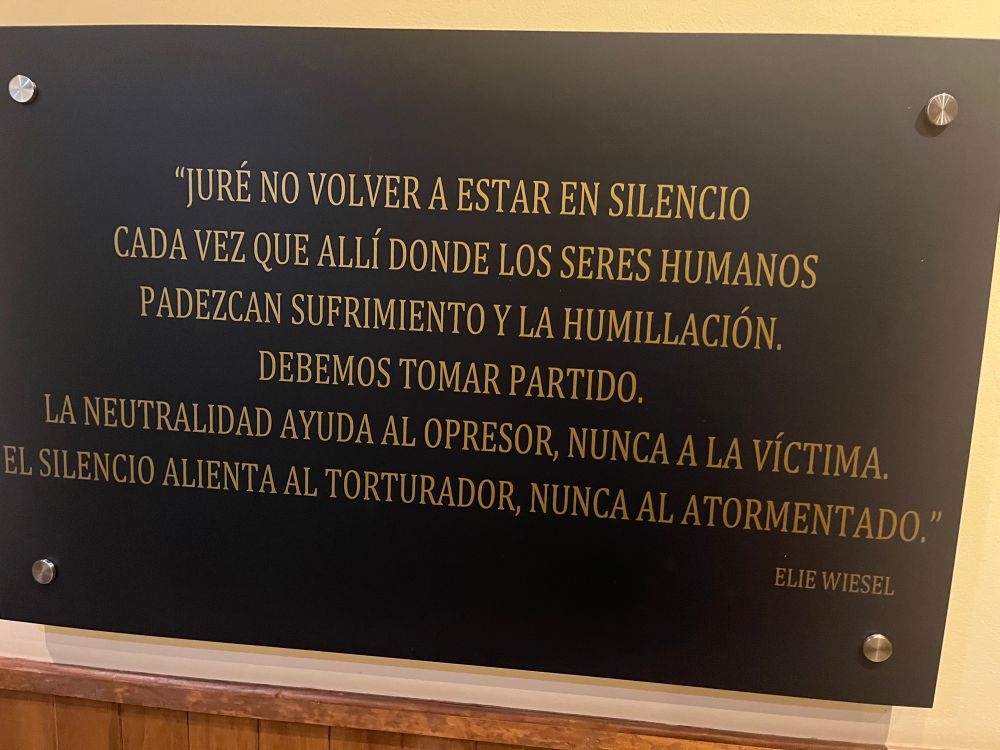 “JURÉ NO VOLVER A ESTAR EN SILENCIO
CADA VEZ QUE ALLÍ DONDE LOS SERES HUMANOS
PADEZCAN SUFRIMIENTO Y LA HUMILLACIÓN.
DEBEMOS TOMAR PARTIDO.
LA NEUTRALIDAD AYUDA AL OPRESOR, NUNCA A LA VÍCTIMA.
EL SILENCIO ALIENTA AL TORTURADOR, NUNCA AL ATORMENTADO.”
ELIE WIESEL